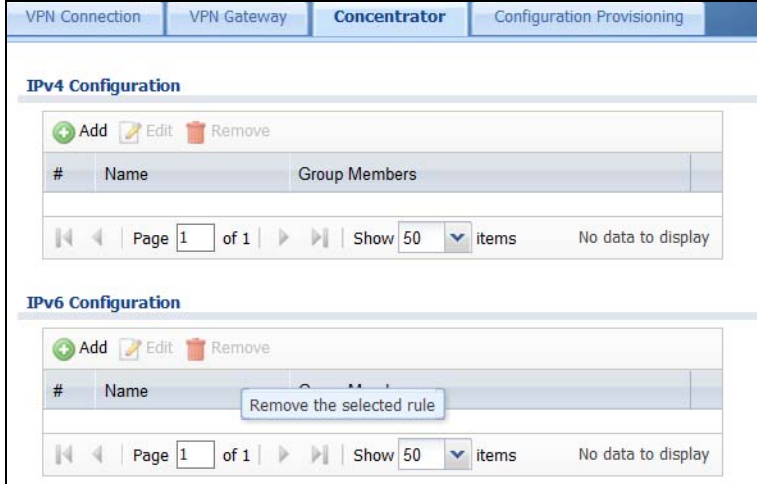 VPN Connection VPN Gateway Concentrator Configuration Provisioning
IPv4 Configuration
Add Edit Remove
# Name Group Members
Page 1 of 1 Show 50 items No data to display
IPv6 Configuration
Add Edit Remove
# Name
Remove the selected rule
Page 1 of 1 Show 50 items No data to display